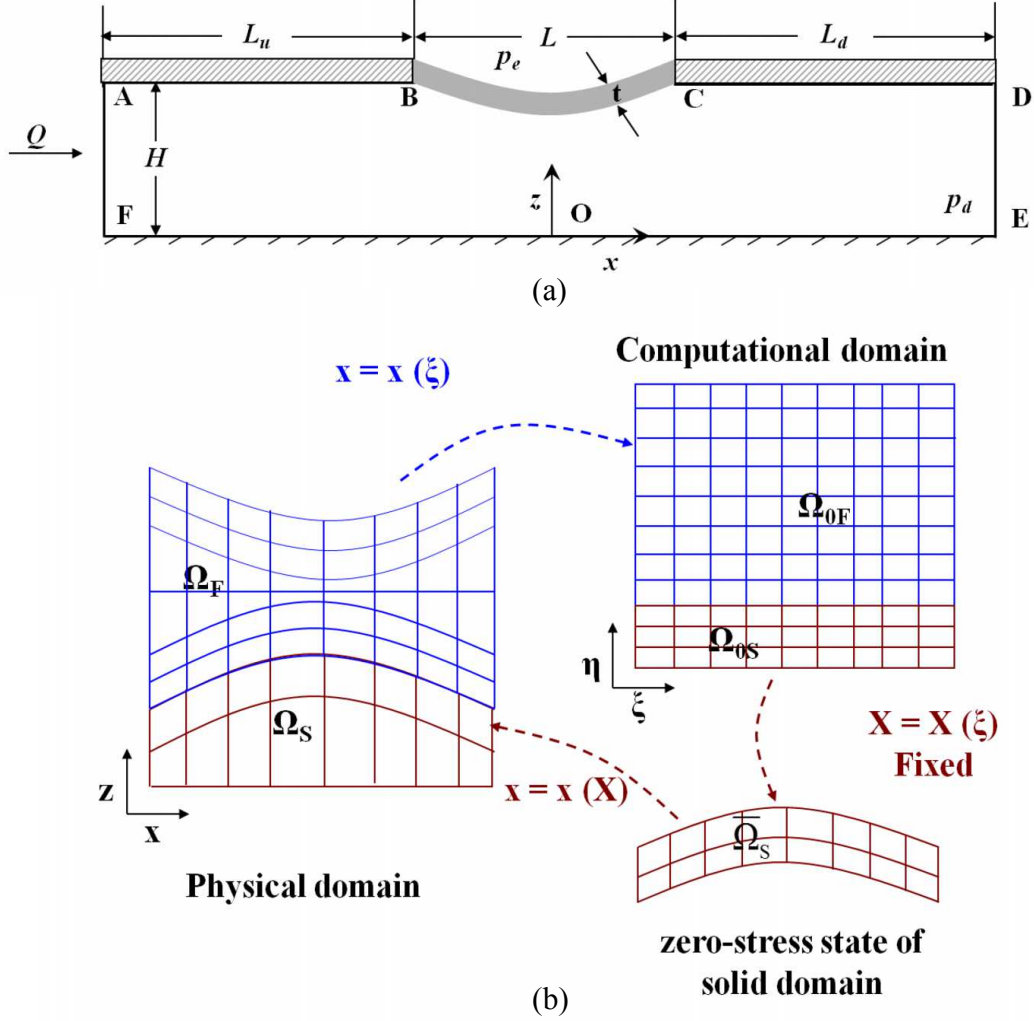 L_u L L_d
p_e
A B t C D
Q H
F z O p_d E
x
(a)
Computational domain
x = x (ξ)
Ω_0F
Ω_F
Ω_0S
η
ξ
Ω_S
X = X (ξ)
Fixed
z
x = x (X)
x
Ω̅_S
Physical domain
zero-stress state of
solid domain
(b)